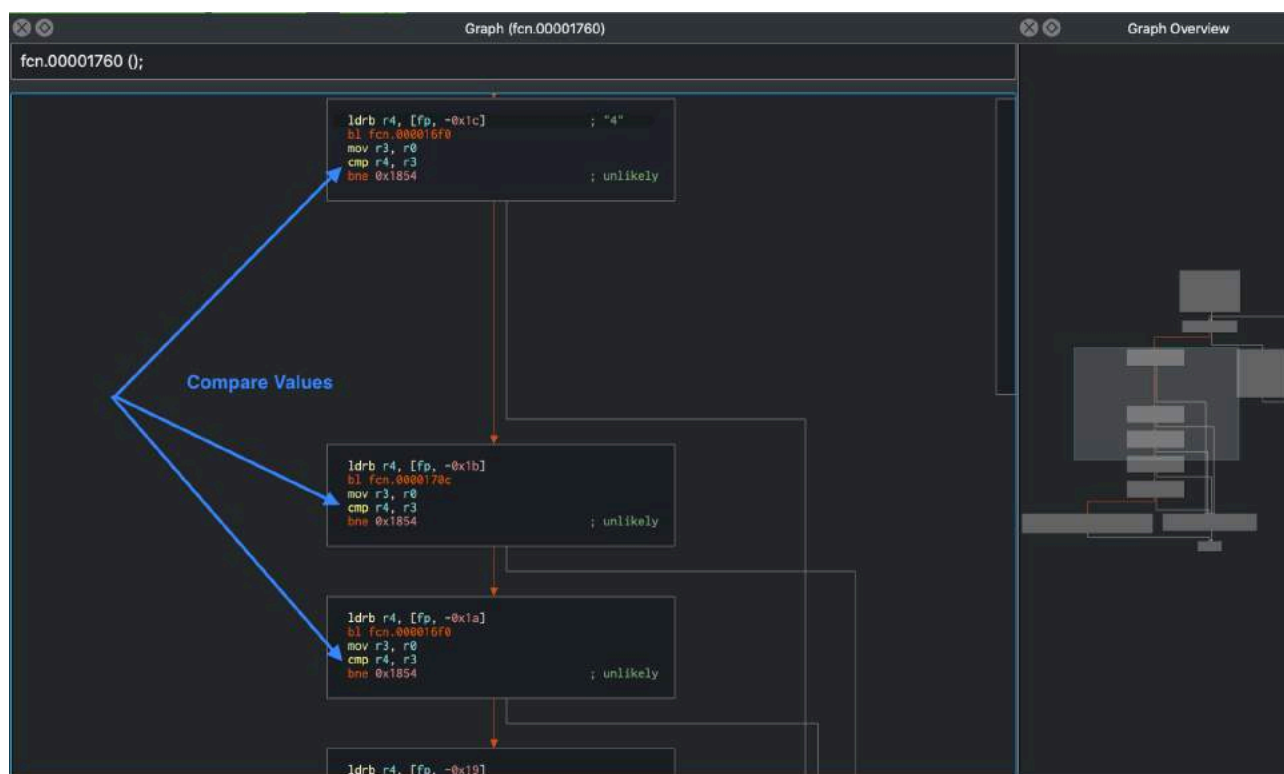 Graph (fcn.00001760)
Graph Overview
fcn.00001760 ();
ldrb r4, [fp, -0x1c] ; "4"
bl fcn.000016f0
mov r3, r0
cmp r4, r3
bne 0x1854 ; unlikely
Compare Values
ldrb r4, [fp, -0x1b]
bl fcn.0000170c
mov r3, r0
cmp r4, r3
bne 0x1854 ; unlikely
ldrb r4, [fp, -0x1a]
bl fcn.000016f0
mov r3, r0
cmp r4, r3
bne 0x1854 ; unlikely
ldrb r4, [fp, -0x19]